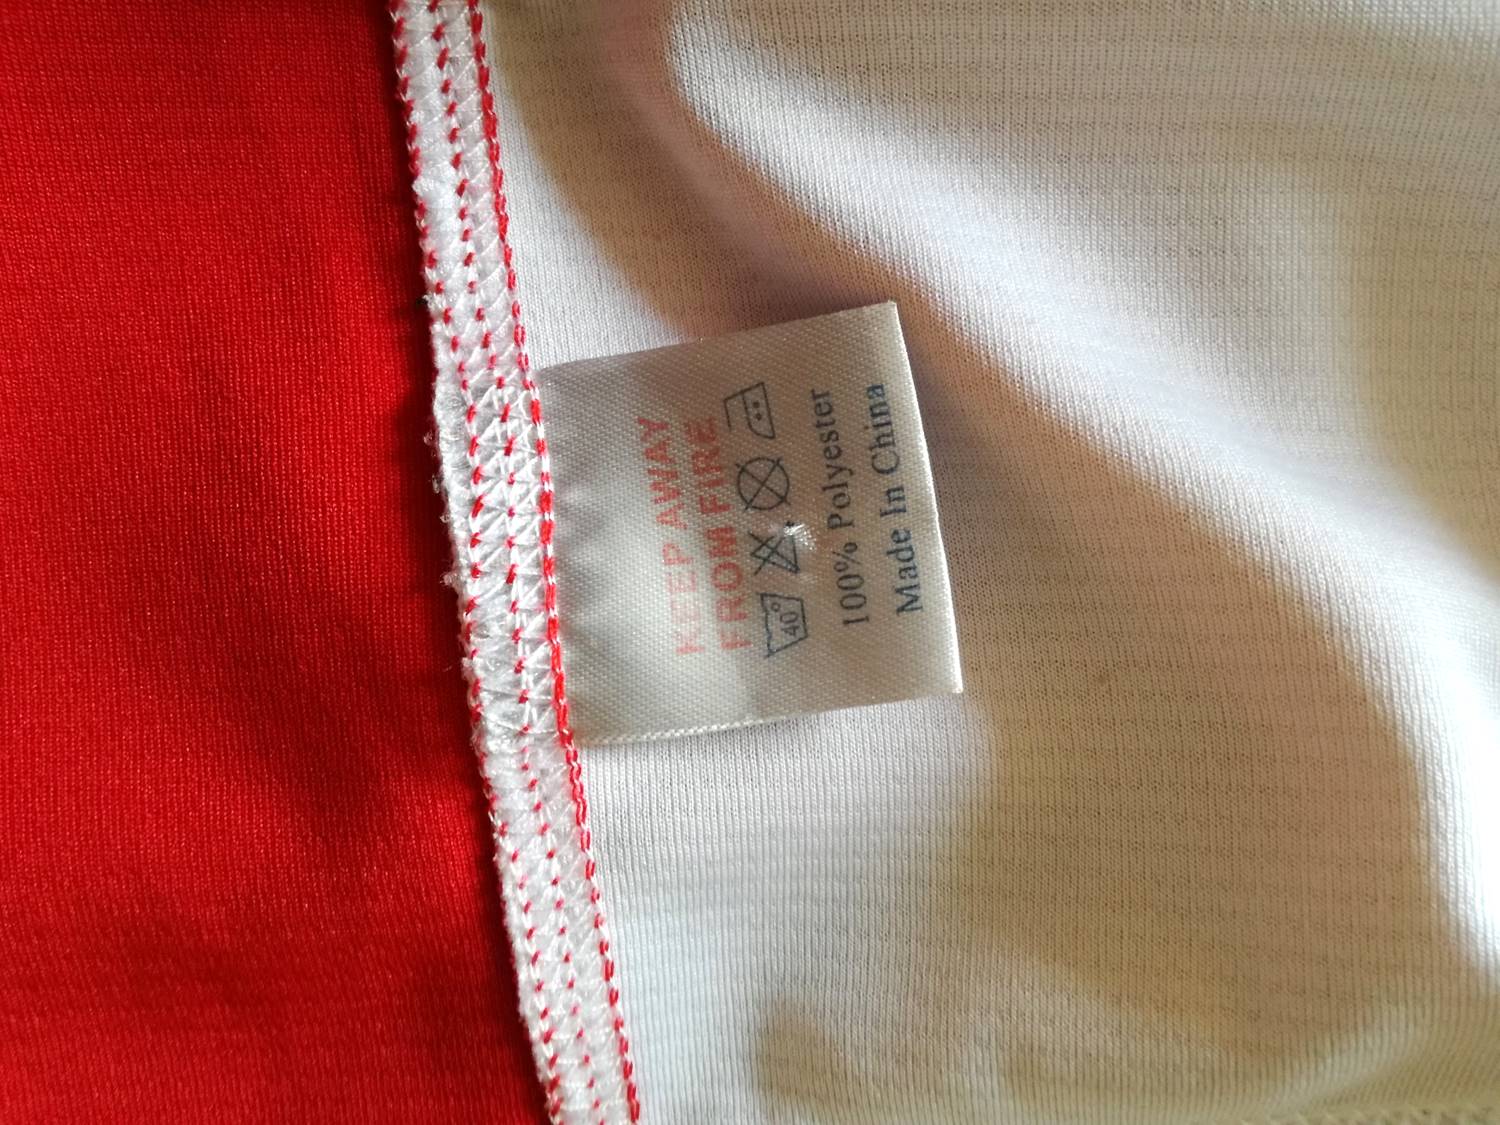 KEEP AWAY
FROM FIRE
40°
100% Polyester
Made In China